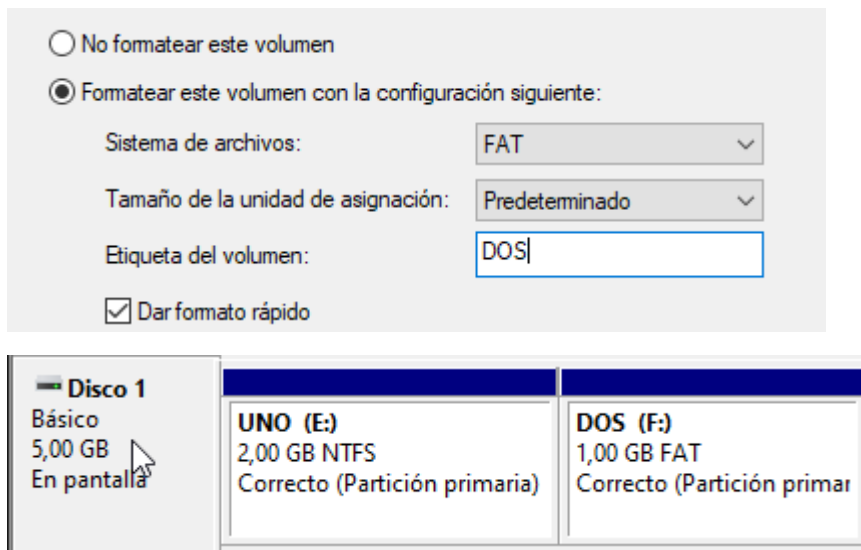 No formatear este volumen
Formatear este volumen con la configuración siguiente:
Sistema de archivos: FAT
Tamaño de la unidad de asignación: Predeterminado
Etiqueta del volumen: DOS
Dar formato rápido
Disco 1
Básico
5,00 GB
En pantalla
UNO (E:)
2,00 GB NTFS
Correcto (Partición primaria)
DOS (F:)
1,00 GB FAT
Correcto (Partición primar